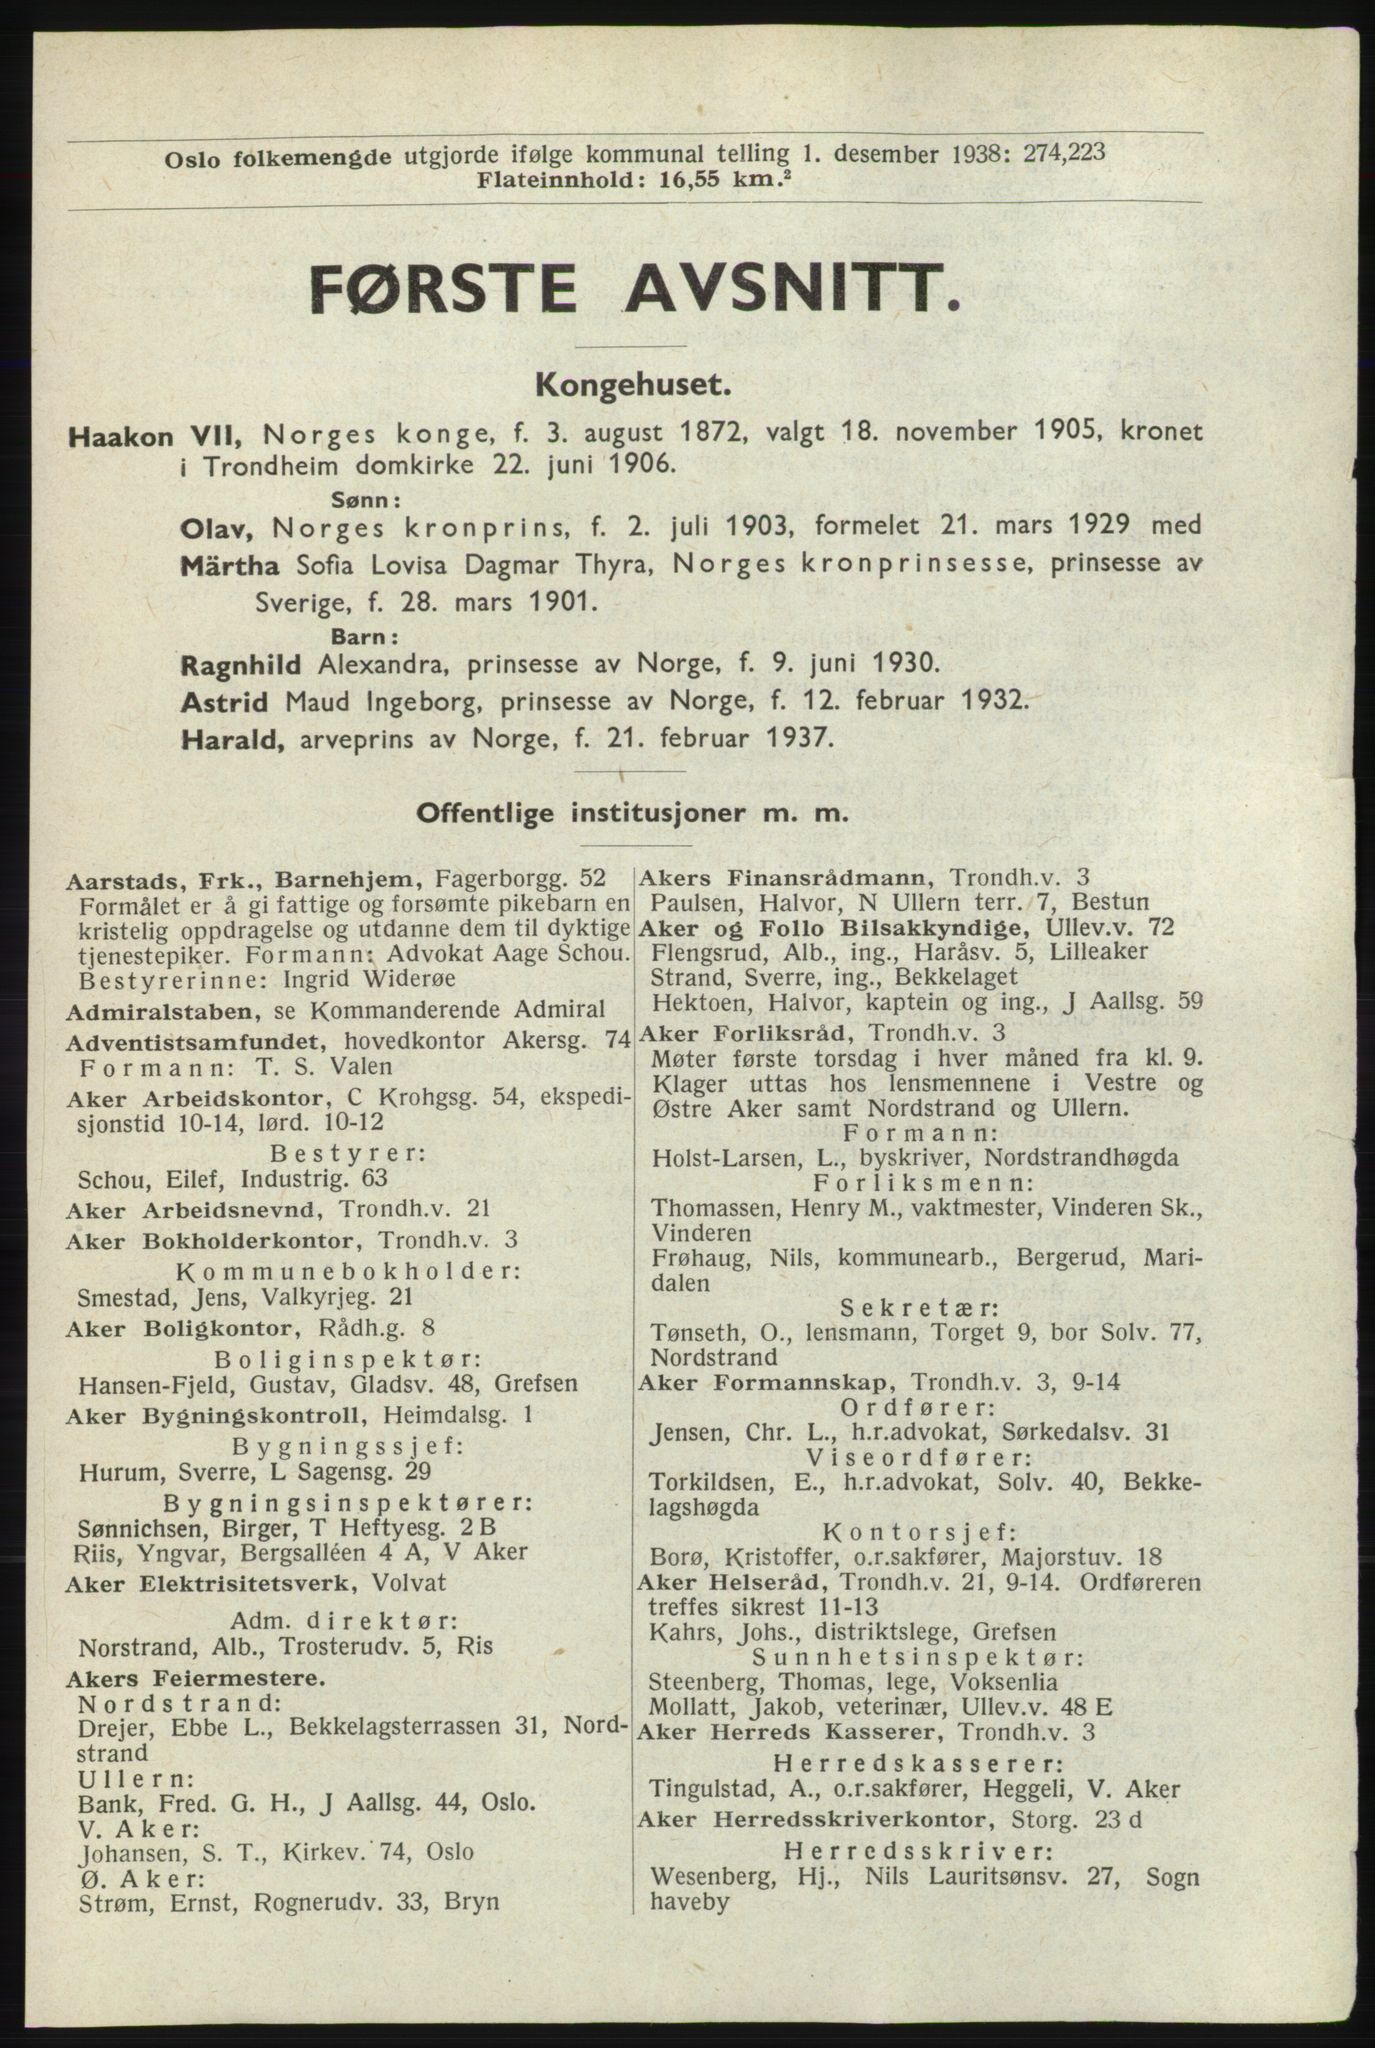 Oslo folkemengde utgjorde ifølge kommunal telling 1. desember 1938: 274,223
Flateinnhold: 16,55 km.²
FØRSTE AVSNITT.
Kongehuset.
Haakon VII, Norges konge, f. 3. august 1872, valgt 18. november 1905, kronet
i Trondheim domkirke 22. juni 1906.
Sønn:
Olav, Norges kronprins, f. 2. juli 1903, formelet 21. mars 1929 med
Märtha Sofia Lovisa Dagmar Thyra, Norges kronprinsesse, prinsesse av
Sverige, f. 28. mars 1901.
Barn:
Ragnhild Alexandra, prinsesse av Norge, f. 9. juni 1930.
Astrid Maud Ingeborg, prinsesse av Norge, f. 12. februar 1932.
Harald, arveprins av Norge, f. 21. februar 1937.
Offentlige institusjoner m. m.
Aarstads, Frk., Barnehjem, Fagerborgg. 52
Formålet er å gi fattige og forsømte pikebarn en
kristelig oppdragelse og utdanne dem til dyktige
tjenestepiker. Formann: Advokat Aage Schou.
Bestyrerinne: Ingrid Widerøe
Admiralstaben, se Kommanderende Admiral
Adventistsamfundet, hovedkontor Akersg. 74
Formann: T. S. Valen
Aker Arbeidskontor, C Krohgsg. 54, ekspedi-
sjonstid 10-14, lørd. 10-12
Bestyrer:
Schou, Eilef, Industrig. 63
Aker Arbeidsnevnd, Trondh.v. 21
Aker Bokholderkontor, Trondh.v. 3
Kommunebokholder:
Smestad, Jens, Valkyrjeg. 21
Aker Boligkontor, Rådh.g. 8
Boliginspektør:
Hansen-Fjeld, Gustav, Gladsv. 48, Grefsen
Aker Bygningskontroll, Heimdalsg. 1
Bygningssjef:
Hurum, Sverre, L Sagensg. 29
Bygningsinspektører:
Sønnichsen, Birger, T Heftyesg. 2 B
Riis, Yngvar, Bergsalléen 4 A, V Aker
Aker Elektrisitetsverk, Volvat
Adm. direktør:
Norstrand, Alb., Trosterudv. 5, Ris
Akers Feiermestere.
Nordstrand:
Drejer, Ebbe L., Bekkelagsterrassen 31, Nord-
strand
Ullern:
Bank, Fred. G. H., J Aallsg. 44, Oslo.
V. Aker:
Johansen, S. T., Kirkev. 74, Oslo
Ø. Aker:
Strøm, Ernst, Rognerudv. 33, Bryn
Akers Finansrådmann, Trondh.v. 3
Paulsen, Halvor, N Ullern terr. 7, Bestun
Aker og Follo Bilsakkyndige, Ullev.v. 72
Flengsrud, Alb., ing., Haråsv. 5, Lilleaker
Strand, Sverre, ing., Bekkelaget
Hektoen, Halvor, kaptein og ing., J Aallsg. 59
Aker Forliksråd, Trondh.v. 3
Møter første torsdag i hver måned fra kl. 9.
Klager uttas hos lensmennene i Vestre og
Østre Aker samt Nordstrand og Ullern.
Formann:
Holst-Larsen, L., byskriver, Nordstrandhøgda
Forliksmenn:
Thomassen, Henry M., vaktmester, Vinderen Sk.,
Vinderen
Frøhaug, Nils, kommunearb., Bergerud, Mari-
dalen
Sekretær:
Tønseth, O., lensmann, Torget 9, bor Solv. 77,
Nordstrand
Aker Formannskap, Trondh.v. 3, 9-14
Ordfører:
Jensen, Chr. L., h.r.advokat, Sørkedalsv. 31
Viseordfører:
Torkildsen, E., h.r.advokat, Solv. 40, Bekke-
lagshøgda
Kontorsjef:
Borø, Kristoffer, o.r.sakfører, Majorstuv. 18
Aker Helseråd, Trondh.v. 21, 9-14. Ordføreren
treffes sikrest 11-13
Kahrs, Johs., distriktslege, Grefsen
Sunnhetsinspektør:
Steenberg, Thomas, lege, Voksenlia
Mollatt, Jakob, veterinær, Ullev.v. 48 E
Aker Herreds Kasserer, Trondh.v. 3
Herredskasserer:
Tingulstad, A., o.r.sakfører, Heggeli, V. Aker
Aker Herredsskriverkontor, Storg. 23 d
Herredsskriver:
Wesenberg, Hj., Nils Lauritsønsv. 27, Sogn
haveby